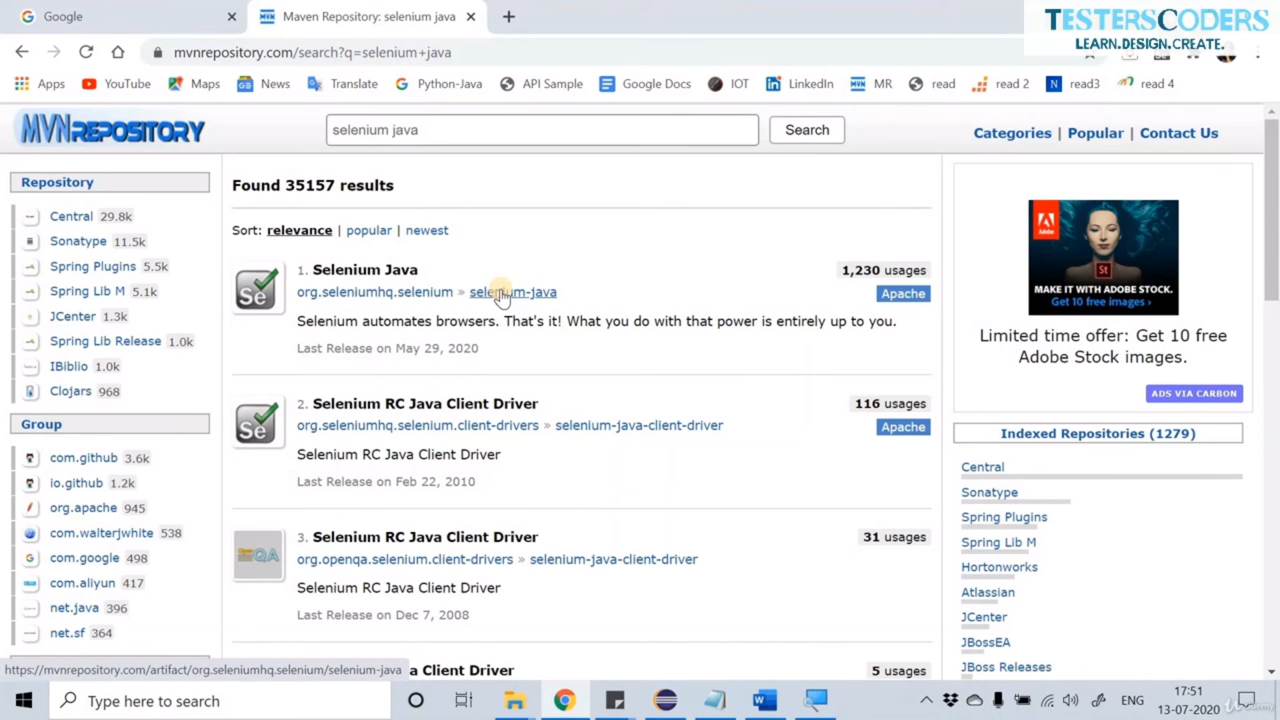 Google
Maven Repository: selenium java
TESTERSCODERS
LEARN.DESIGN.CREATE.
mvnrepository.com/search?q=selenium+java
Apps
YouTube
Maps
News
Translate
Python-Java
API Sample
Google Docs
IOT
LinkedIn
MR
read
read 2
read3
read 4
MVNREPOSITORY
selenium java
Search
Categories | Popular | Contact Us
Repository
Central 29.8k
Sonatype 11.5k
Spring Plugins 5.5k
Spring Lib M 5.1k
JCenter 1.3k
Spring Lib Release 1.0k
IBiblio 1.0k
Clojars 968
Group
com.github 3.6k
io.github 1.2k
org.apache 945
com.walterjwhite 538
com.google 498
com.aliyun 417
net.java 396
net.sf 364
Found 35157 results
Sort: relevance | popular | newest
1. Selenium Java
1,230 usages
org.seleniumhq.selenium » selenium-java
Apache
Selenium automates browsers. That's it! What you do with that power is entirely up to you.
Last Release on May 29, 2020
2. Selenium RC Java Client Driver
116 usages
org.seleniumhq.selenium.client-drivers » selenium-java-client-driver
Apache
Selenium RC Java Client Driver
Last Release on Feb 22, 2010
3. Selenium RC Java Client Driver
31 usages
org.openqa.selenium.client-drivers » selenium-java-client-driver
Selenium RC Java Client Driver
Last Release on Dec 7, 2008
a Client Driver
5 usages
St
MAKE IT WITH ADOBE STOCK.
Get 10 free images ›
Limited time offer: Get 10 free
Adobe Stock images.
ADS VIA CARBON
Indexed Repositories (1279)
Central
Sonatype
Spring Plugins
Spring Lib M
Hortonworks
Atlassian
JCenter
JBossEA
JBoss Releases
https://mvnrepository.com/artifact/org.seleniumhq.selenium/selenium-java
Type here to search
ENG
17:51
13-07-2020
Udemy